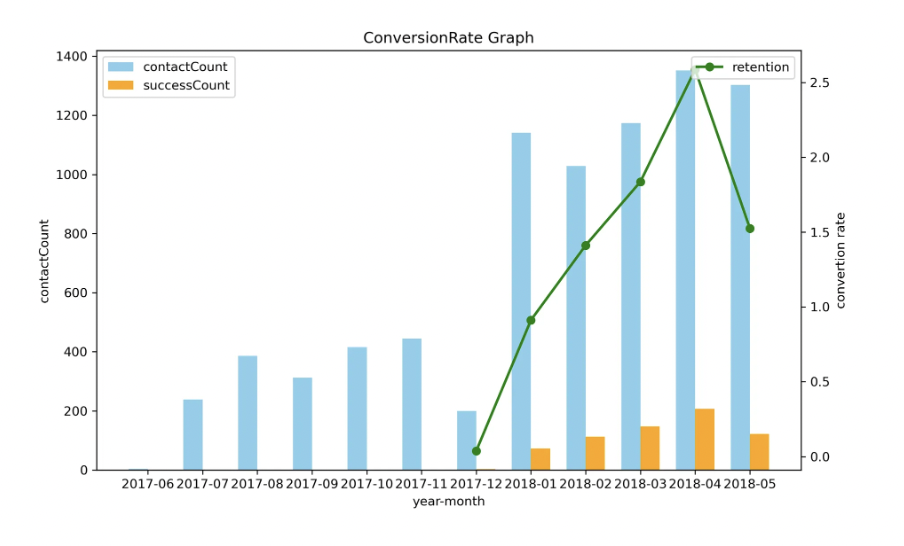 ConversionRate Graph
contactCount
successCount
retention
1400
1200
1000
800
600
400
200
0
contactCount
2.5
2.0
1.5
1.0
0.5
0.0
convertion rate
2017-06 2017-07 2017-08 2017-09 2017-10 2017-11 2017-12 2018-01 2018-02 2018-03 2018-04 2018-05
year-month